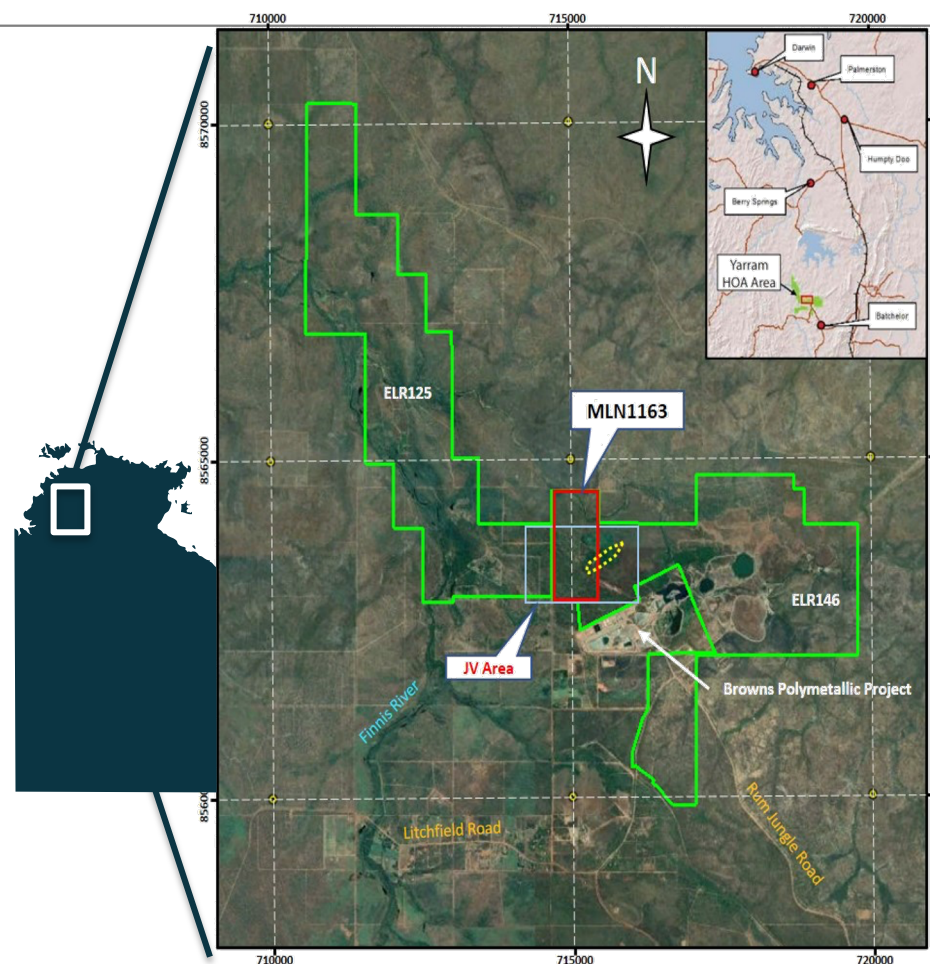 710000
715000
720000
Darwin
Palmerston
Humpty Doo
Berry Springs
Yarram
HOA Area
Batchelor
N
8570000
8565000
ELR125
MLN1163
ELR146
JV Area
Browns Polymetallic Project
Finnis River
Litchfield Road
Rum Jungle Road
710000
715000
720000